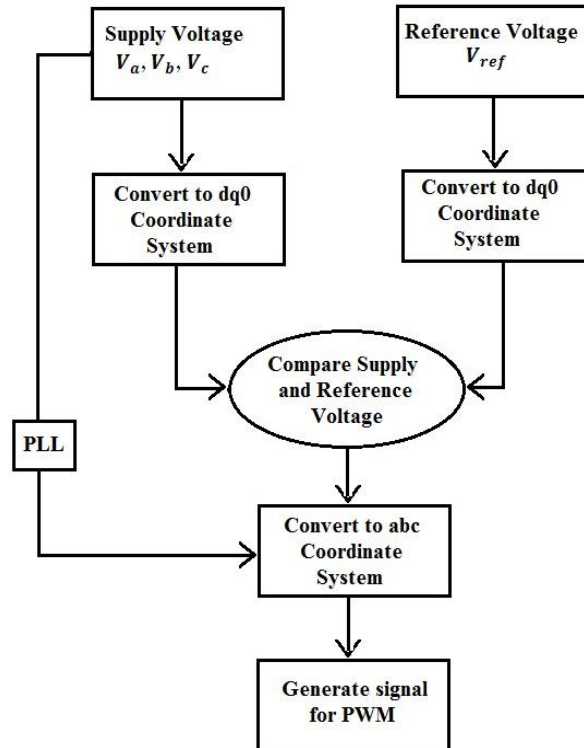 Supply Voltage
V_a, V_b, V_c
Reference Voltage
V_ref
Convert to dq0
Coordinate
System
Convert to dq0
Coordinate
System
Compare Supply
and Reference
Voltage
PLL
Convert to abc
Coordinate
System
Generate signal
for PWM